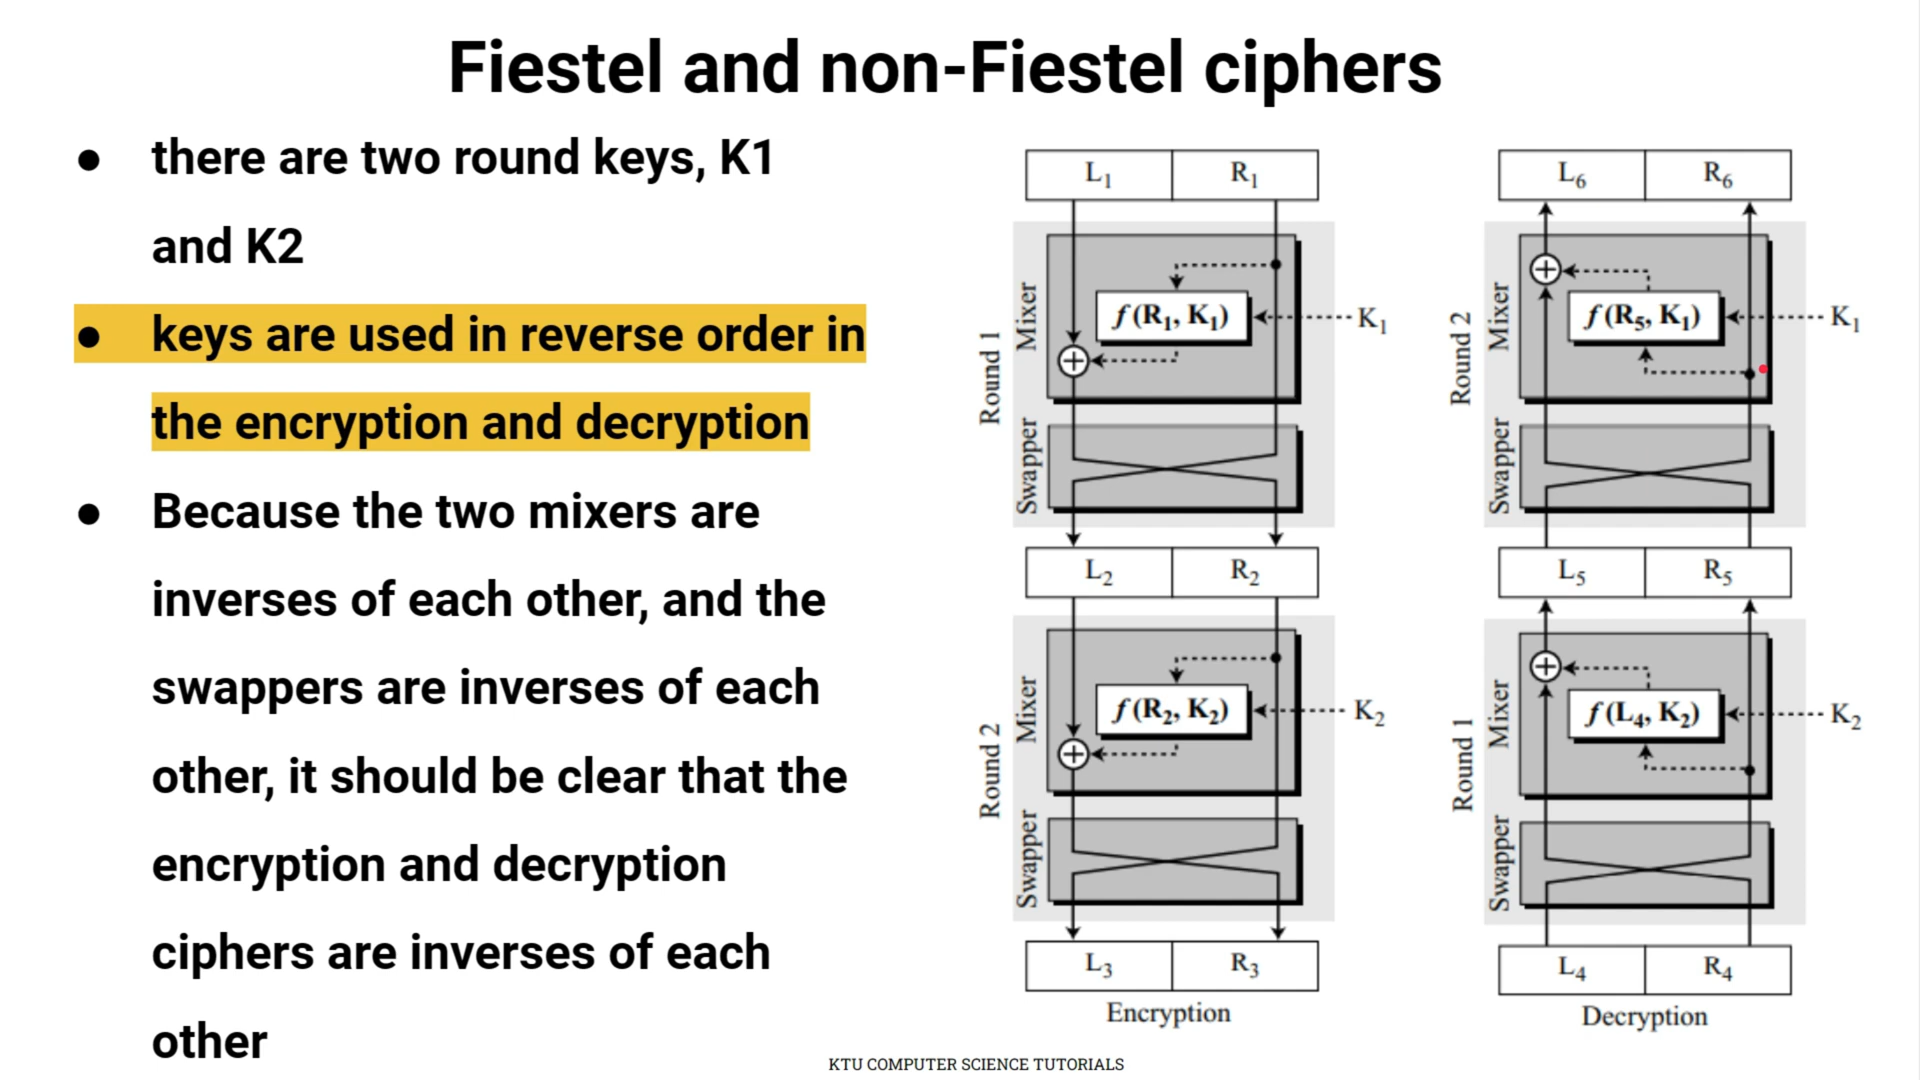 Fiestel and non-Fiestel ciphers
● there are two round keys, K1
and K2
● keys are used in reverse order in
the encryption and decryption
● Because the two mixers are
inverses of each other, and the
swappers are inverses of each
other, it should be clear that the
encryption and decryption
ciphers are inverses of each
other
L₁ R₁
Round 1
Mixer
f(R₁, K₁)
K₁
Swapper
L₂ R₂
Round 2
Mixer
f(R₂, K₂)
K₂
Swapper
L₃ R₃
Encryption
L₆ R₆
Round 2
Mixer
f(R₅, K₁)
K₁
Swapper
L₅ R₅
Round 1
Mixer
f(L₄, K₂)
K₂
Swapper
L₄ R₄
Decryption
KTU COMPUTER SCIENCE TUTORIALS